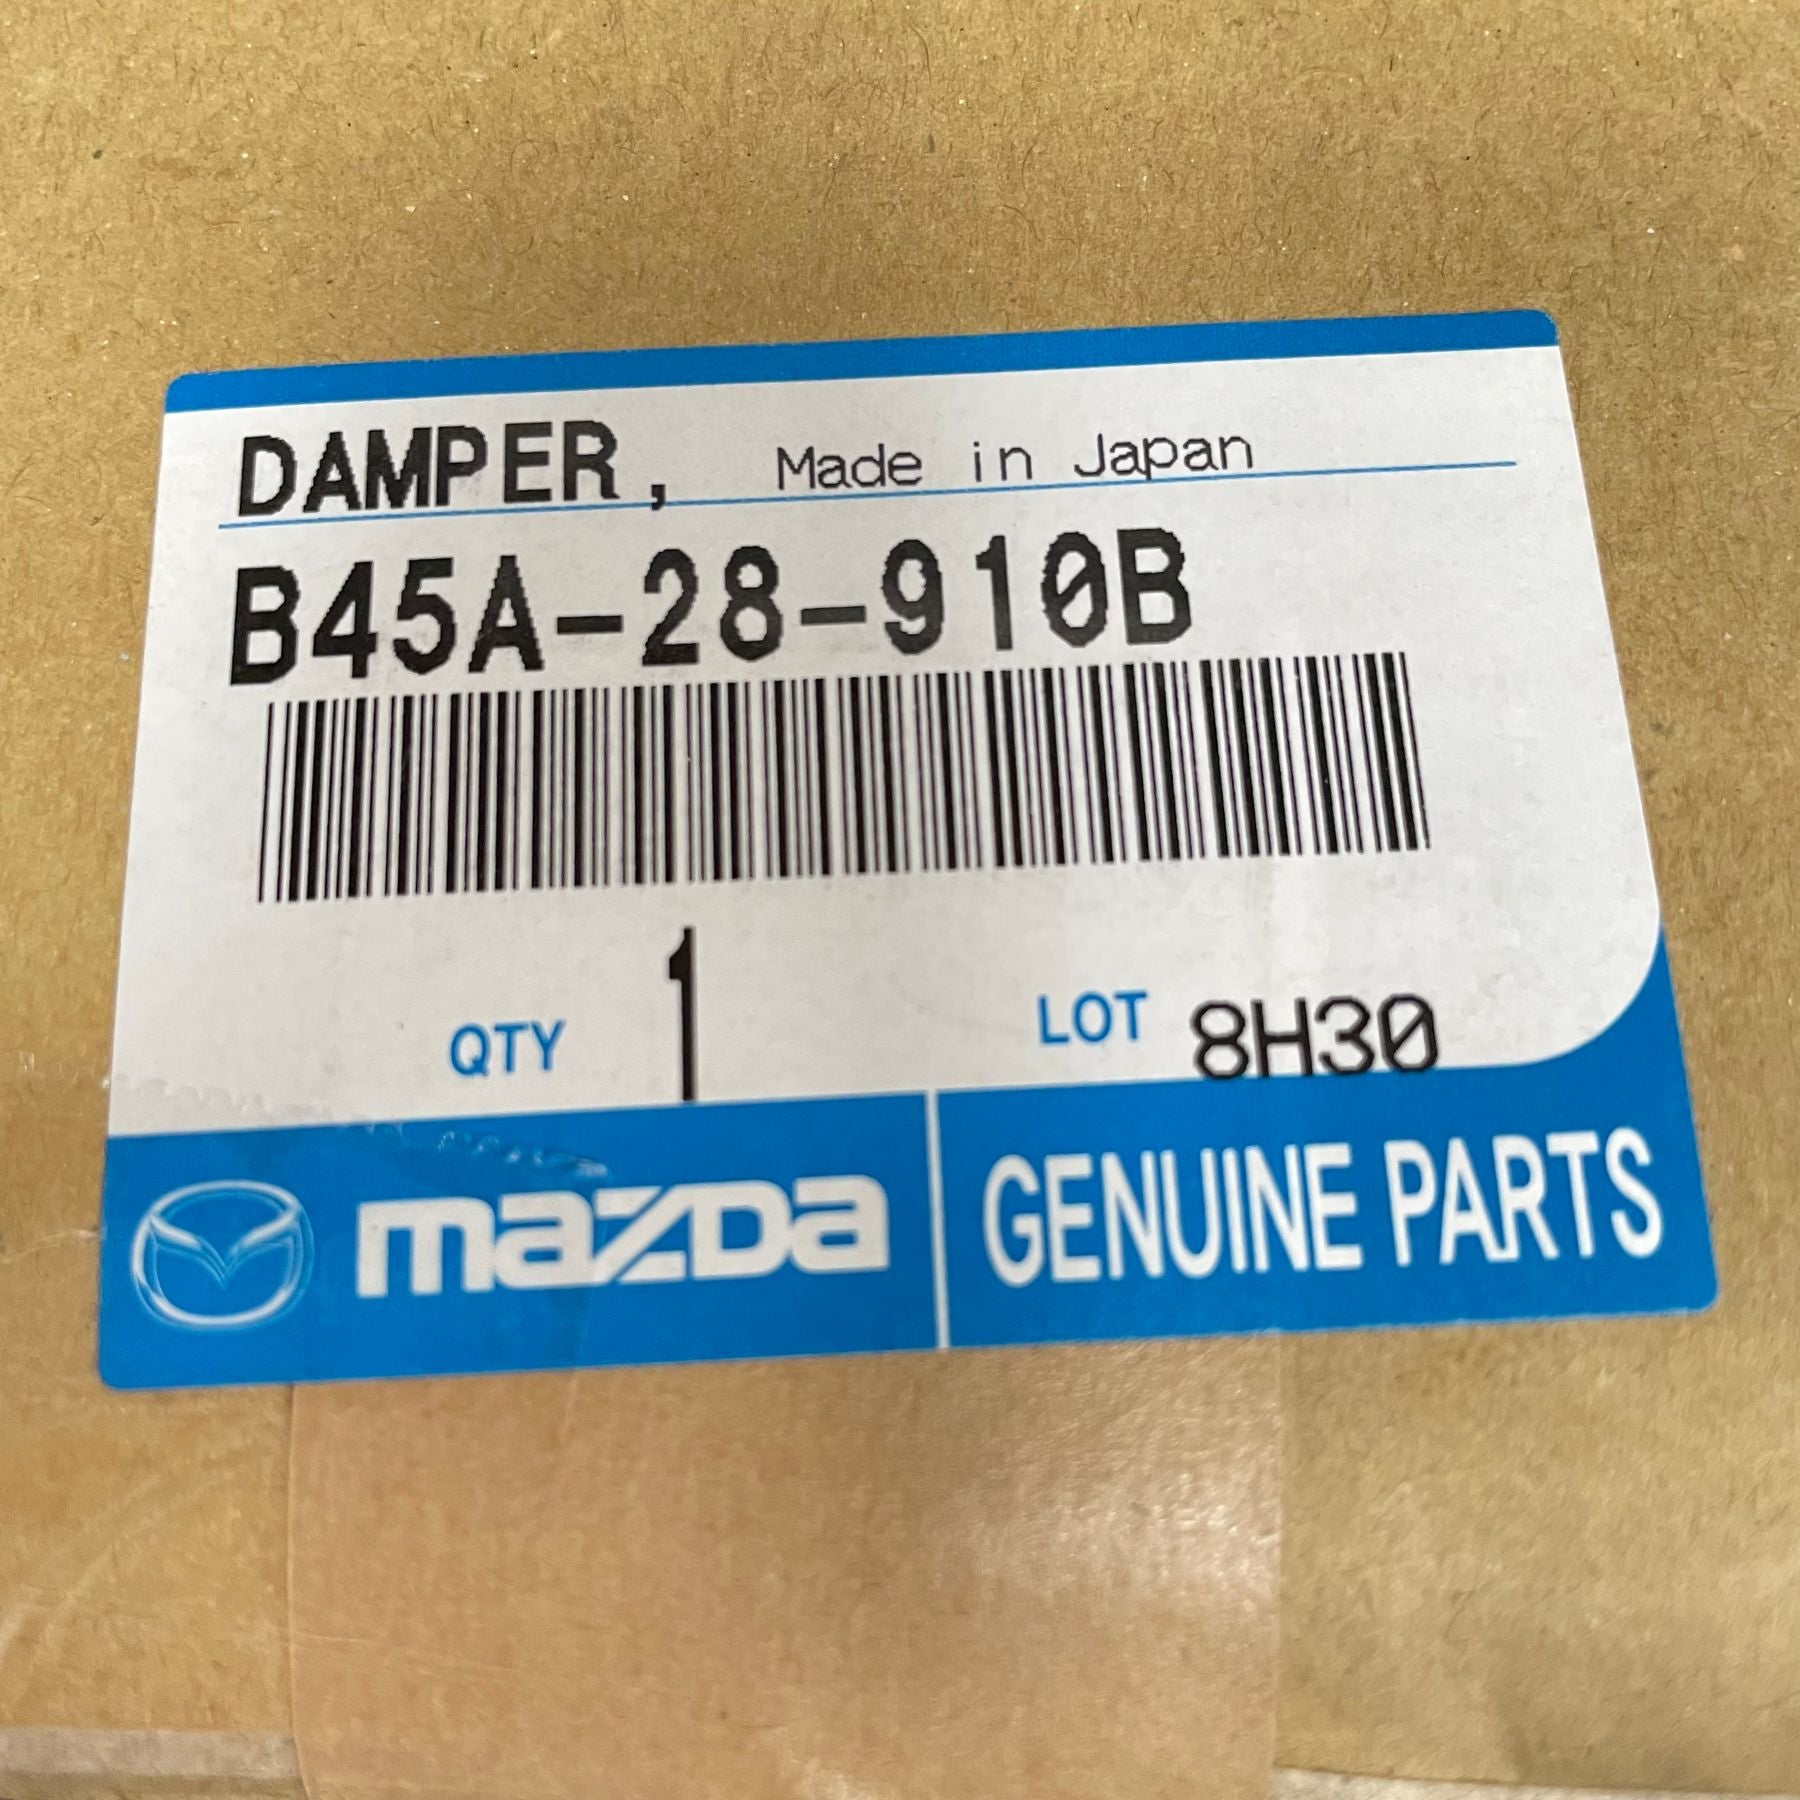 DAMPER, Made in Japan
B45A-28-910B
QTY 1 LOT 8H30
mazda GENUINE PARTS